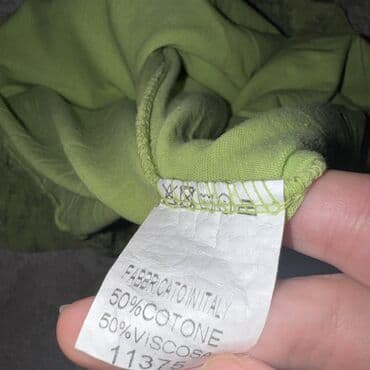 FABBRICATO IN ITALY
50% COTONE
50% VISCOSA
11375